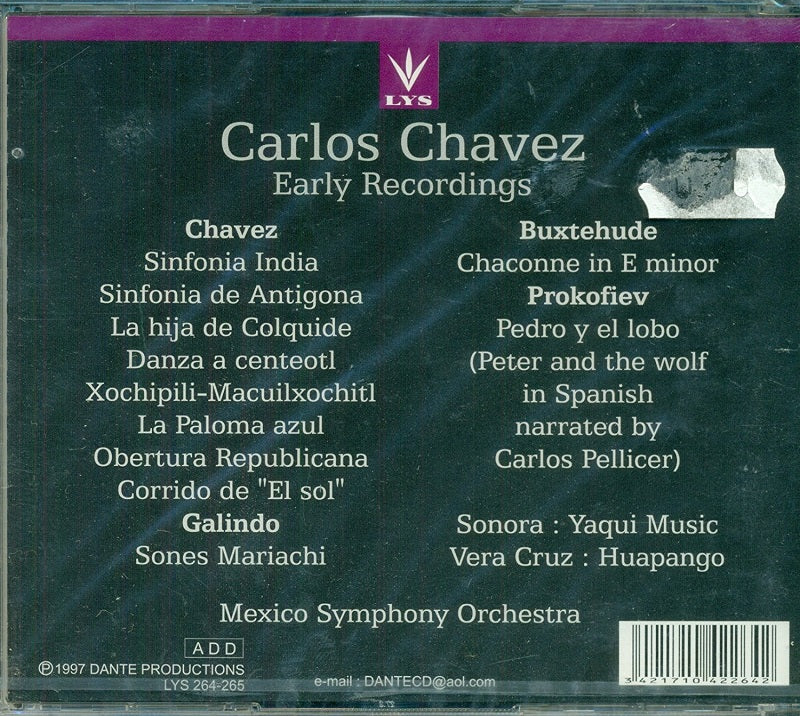 LYS
Carlos Chavez
Early Recordings
Chavez
Sinfonia India
Sinfonia de Antigona
La hija de Colquide
Danza a centeotl
Xochipili-Macuilxochitl
La Paloma azul
Obertura Republicana
Corrido de "El sol"
Galindo
Sones Mariachi
Buxtehude
Chaconne in E minor
Prokofiev
Pedro y el lobo
(Peter and the wolf
in Spanish
narrated by
Carlos Pellicer)
Sonora : Yaqui Music
Vera Cruz : Huapango
Mexico Symphony Orchestra
ADD
℗1997 DANTE PRODUCTIONS
LYS 264-265
e-mail : DANTECD@aol.com
3 421710 422642